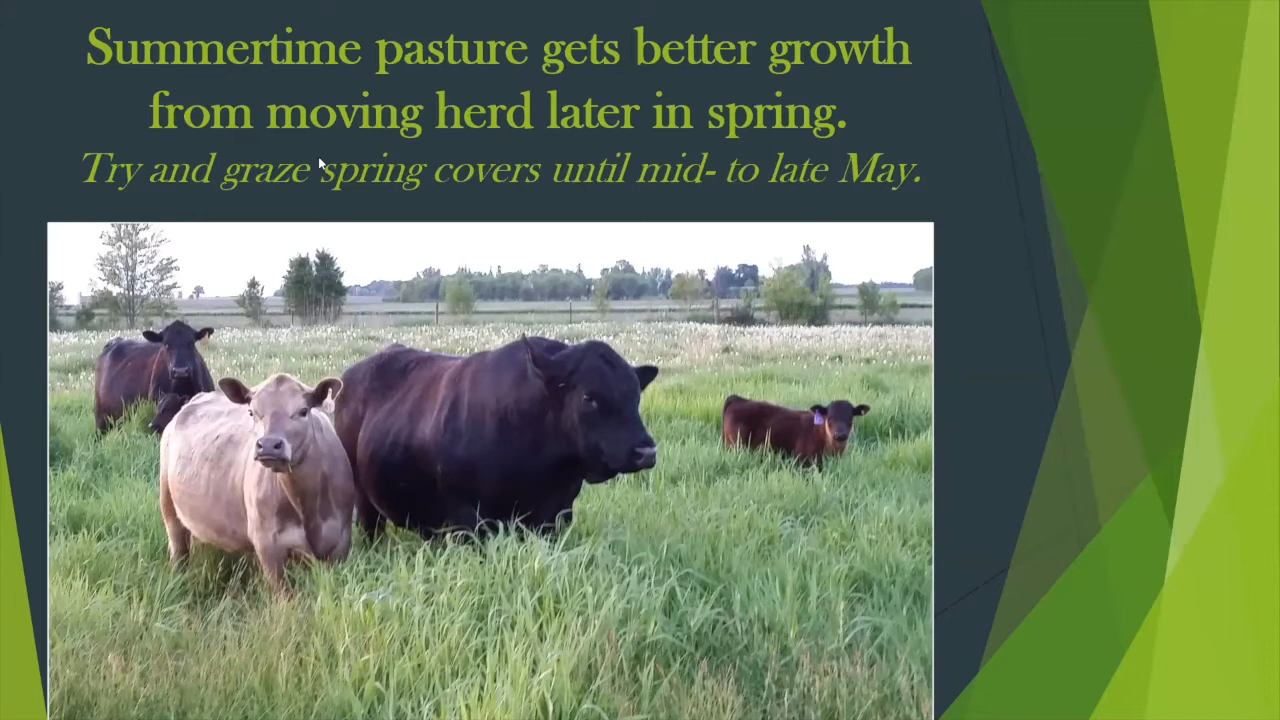 Summertime pasture gets better growth
from moving herd later in spring.
Try and graze spring covers until mid- to late May.